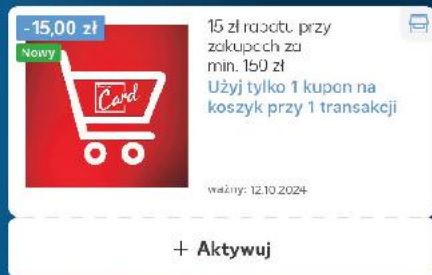 -15,00 zł
Nowy
Card
15 zł rabatu przy
zakupach za
min. 150 zł
Użyj tylko 1 kupon na
koszyk przy 1 transakcji
ważny: 12.10.2024
+ Aktywuj